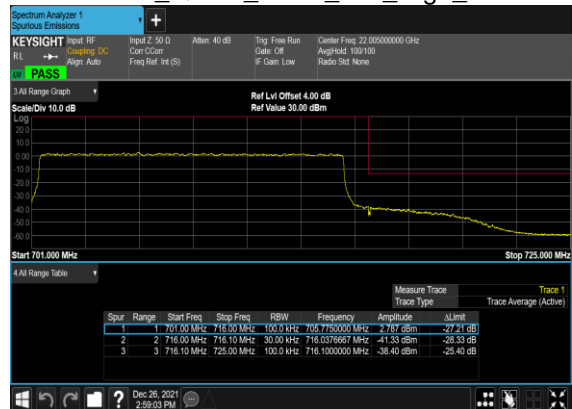 Spectrum Analyzer 1
Spurious Emissions
+
KEYSIGHT Input: RF Input Z: 50 Ω Atten: 40 dB Trig: Free Run Center Freq: 22.005000000 GHz
RL Coupling: DC Corr CCorr Gate: Off Avg|Hold: 100/100
Align: Auto Freq Ref: Int (S) IF Gain: Low Radio Std: None
LW PASS
3 All Range Graph
Ref Lvl Offset 4.00 dB
Scale/Div 10.0 dB Ref Value 30.00 dBm
Log
20.0
10.0
0.00
-10.0
-20.0
-30.0
-40.0
-50.0
-60.0
Start 701.000 MHz Stop 725.000 MHz
4 All Range Table
Measure Trace Trace 1
Trace Type Trace Average (Active)
Spur Range Start Freq Stop Freq RBW Frequency Amplitude ΔLimit
1 1 701.00 MHz 716.00 MHz 100.0 kHz 705.7750000 MHz 2.787 dBm -27.21 dB
2 2 716.00 MHz 716.10 MHz 30.00 kHz 716.0376667 MHz -41.33 dBm -28.33 dB
3 3 716.10 MHz 725.00 MHz 100.0 kHz 716.1000000 MHz -38.40 dBm -25.40 dB
? Dec 26, 2021
2:59:03 PM